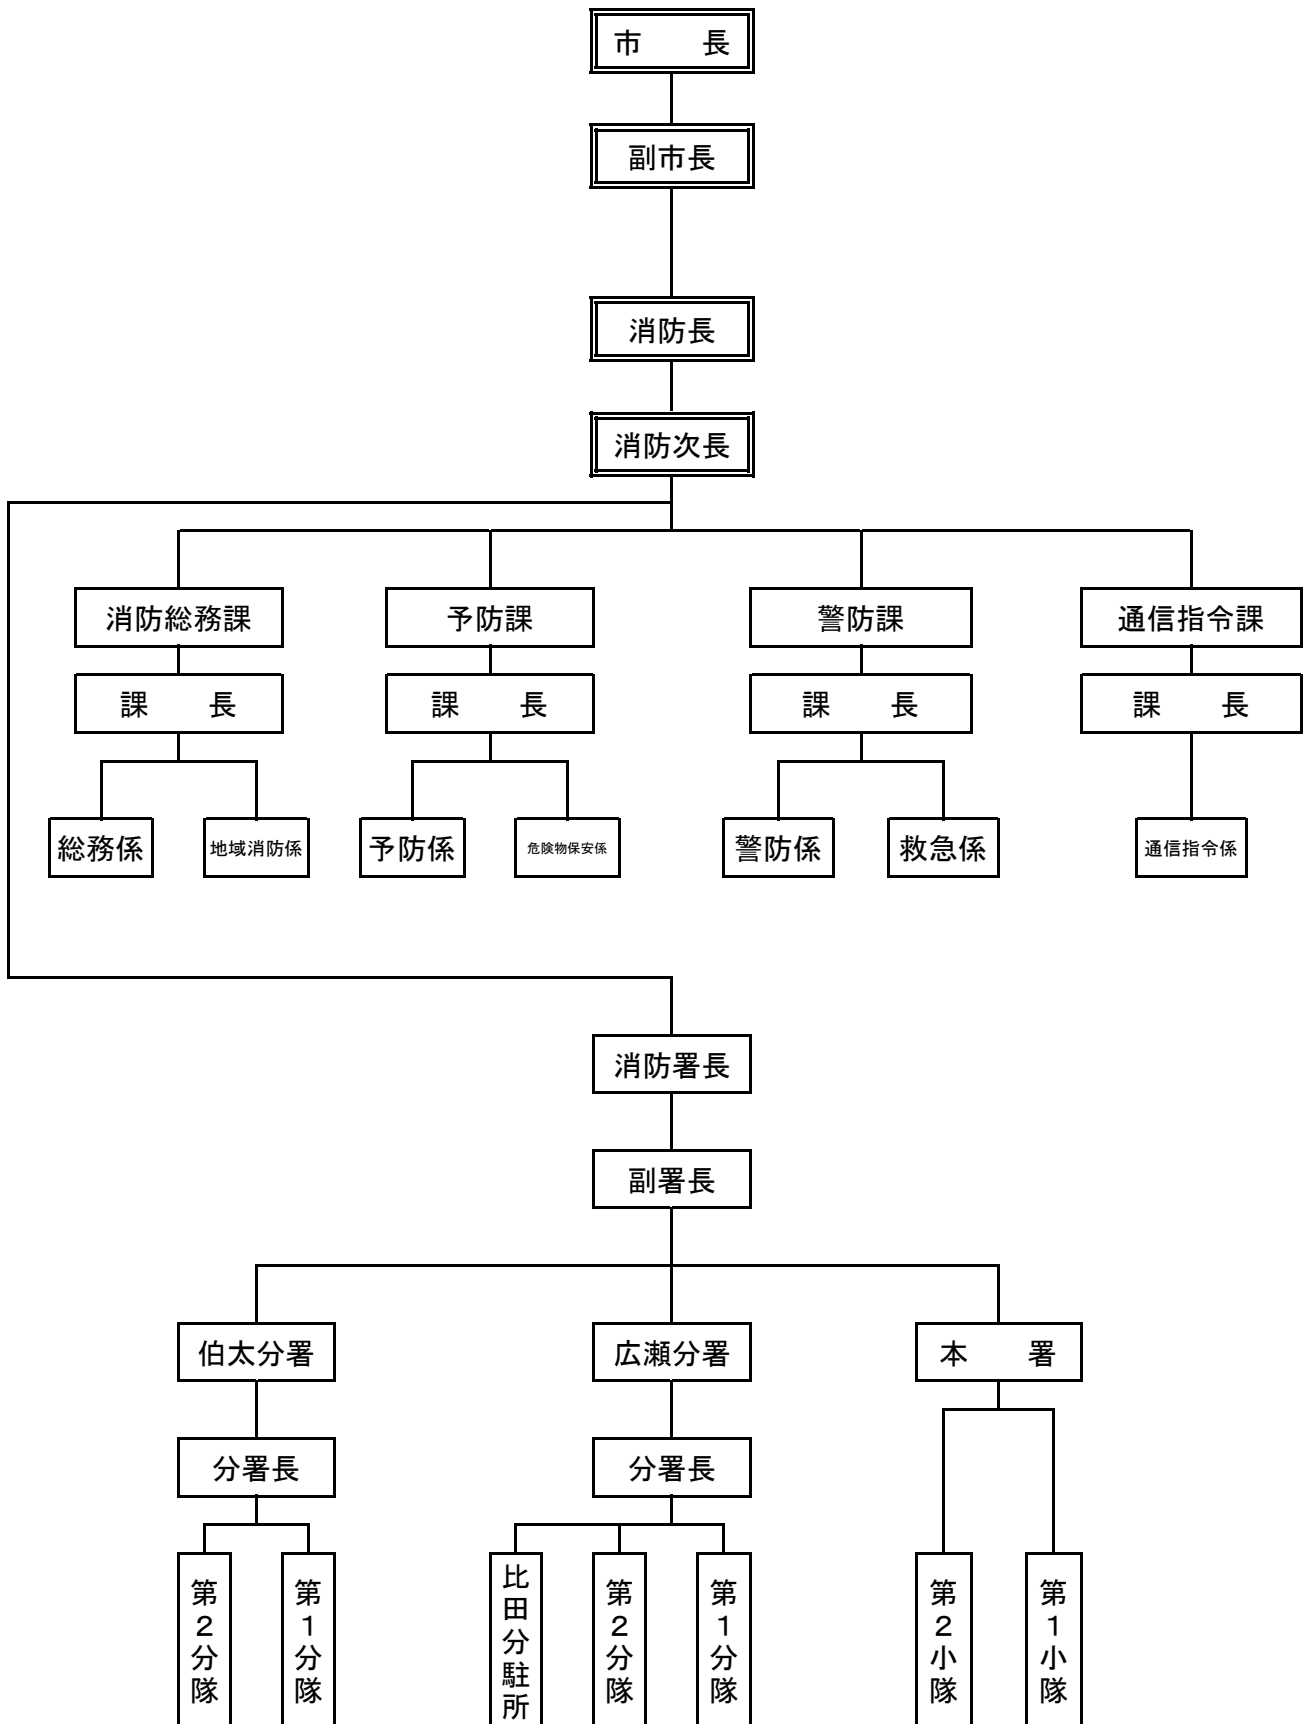 市　　長
副市長
消防長
消防次長
消防総務課
予防課
警防課
通信指令課
課　　長
課　　長
課　　長
課　　長
総務係
地域消防係
予防係
危険物保安係
警防係
救急係
通信指令係
消防署長
副署長
伯太分署
広瀬分署
本　　署
分署長
分署長
第２分隊
第１分隊
比田分駐所
第２分隊
第１分隊
第２小隊
第１小隊